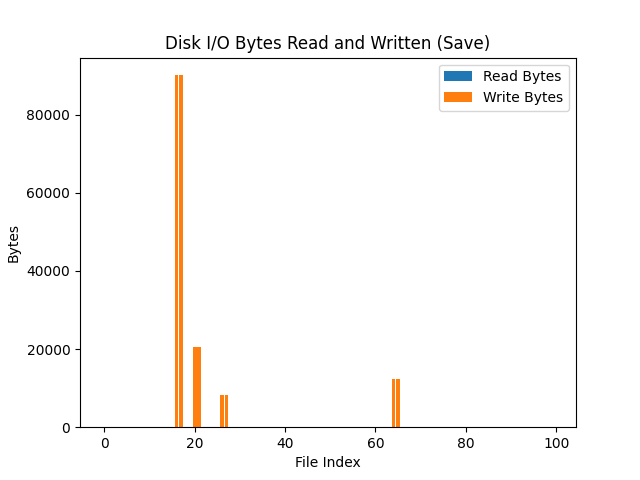 Disk I/O Bytes Read and Written (Save)
Read Bytes
Write Bytes
80000
60000
40000
20000
0
Bytes
0 20 40 60 80 100
File Index